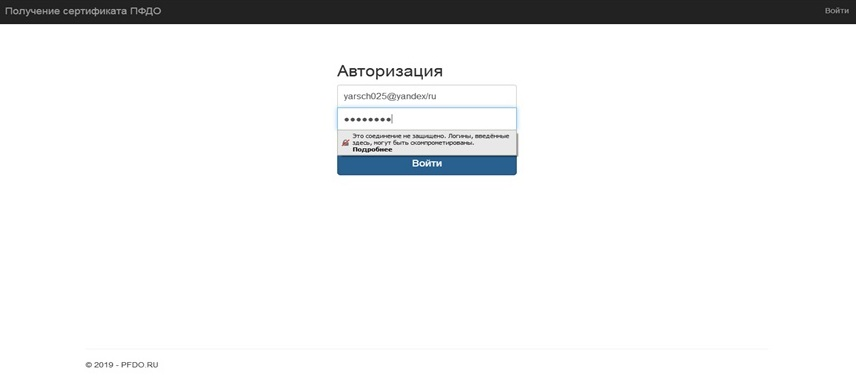 Получение сертификата ПФДО
Войти
Авторизация
yarsch025@yandex/ru
●●●●●●●●
Это соединение не защищено. Логины, введённые
здесь, могут быть скомпрометированы.
Подробнее
Войти
© 2019 - PFDO.RU